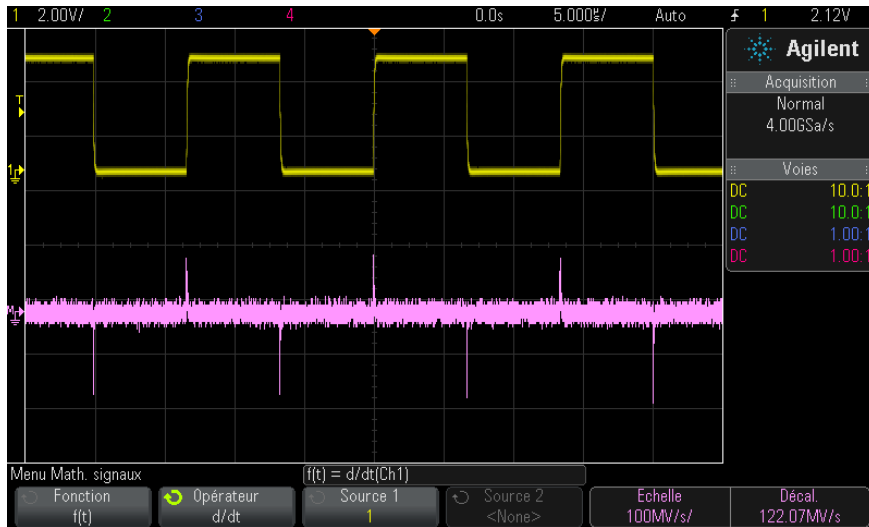 1 2.00V/ 2 3 4 0.0s 5.000µs/ Auto 1 2.12V
T
1
M
Agilent
Acquisition
Normal
4.00GSa/s
Voies
DC 10.0:1
DC 10.0:1
DC 1.00:1
DC 1.00:1
Menu Math. signaux f(t) = d/dt(Ch1)
Fonction Opérateur Source 1 Source 2 Echelle Décal.
f(t) d/dt 1 <None> 100MV/s/ 122.07MV/s